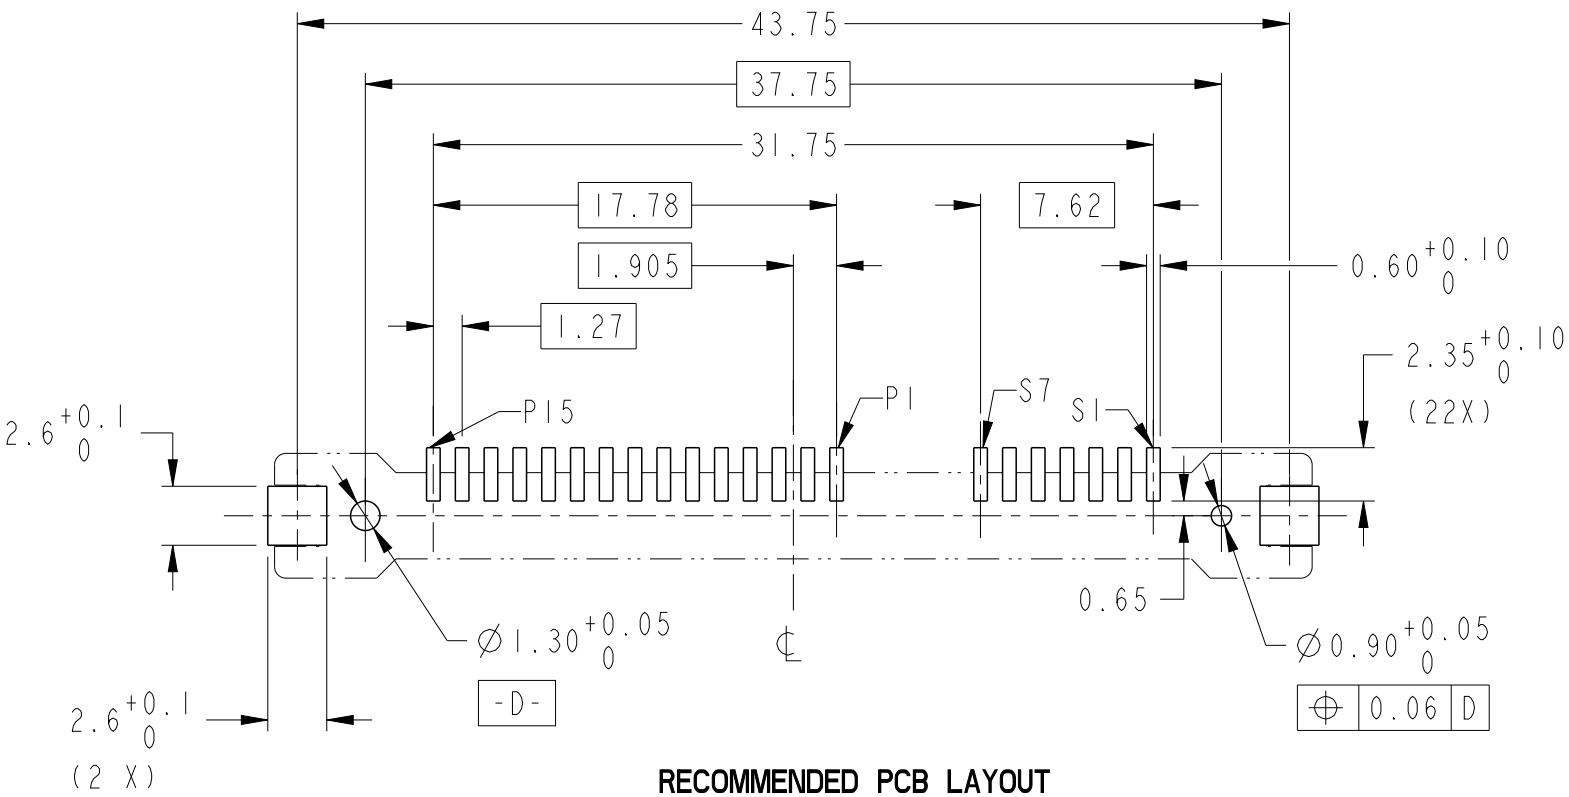 43.75
37.75
31.75
17.78
7.62
1.905
0.60 +0.10 0
1.27
2.35 +0.10 0
(22X)
P15
P1
S7
S1
2.6 +0.1 0
0.65
Ø1.30 +0.05 0
-D-
℄
Ø0.90 +0.05 0
⌖ 0.06 D
2.6 +0.1 0
(2 X)
RECOMMENDED PCB LAYOUT